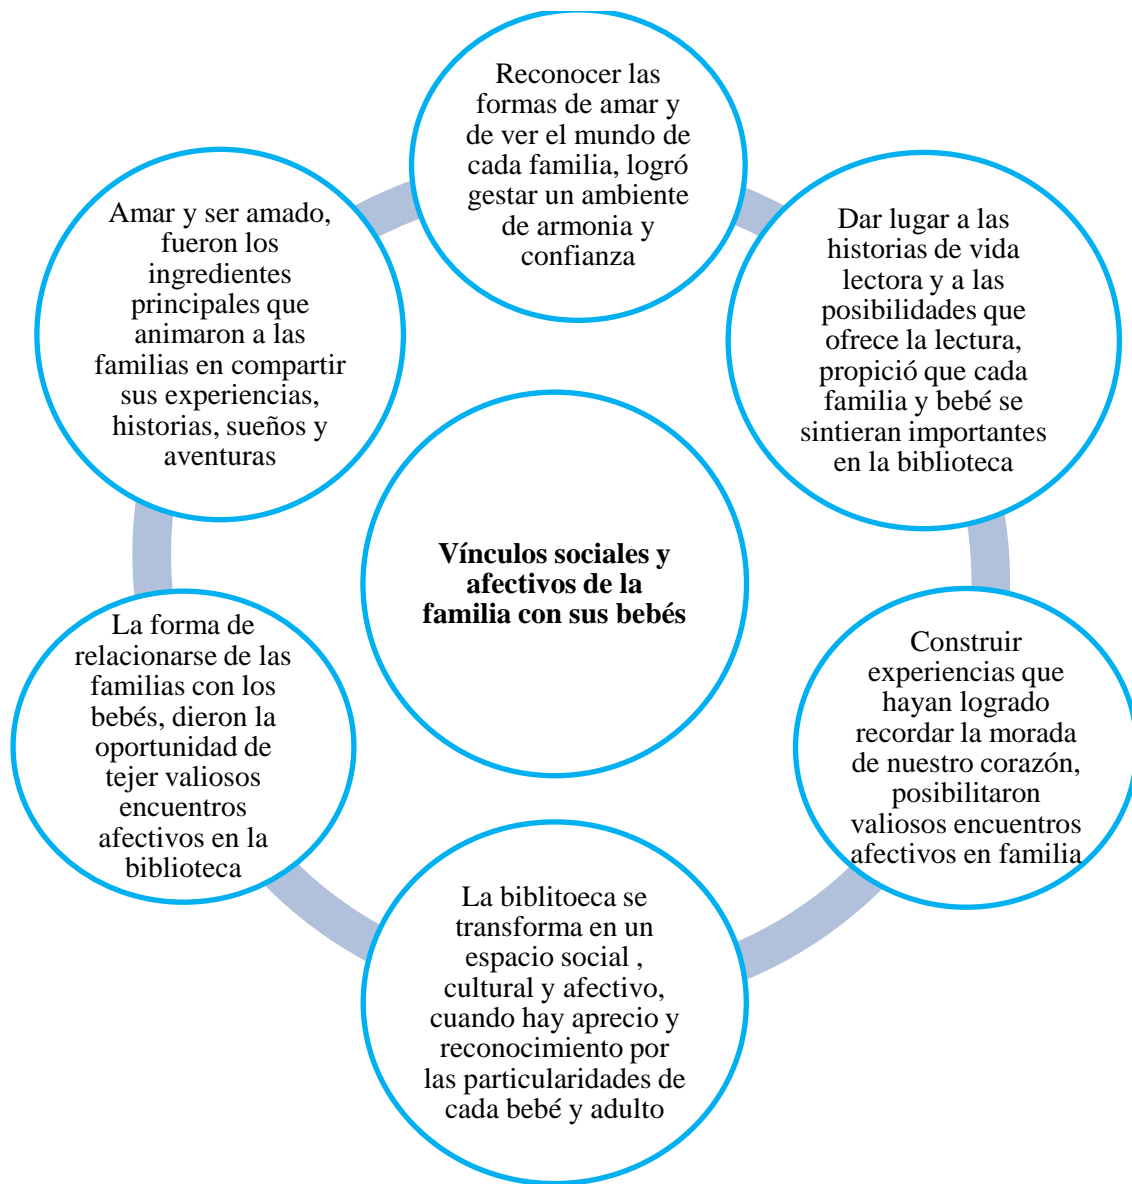 Reconocer las
formas de amar y
de ver el mundo de
cada familia, logró
gestar un ambiente
de armonia y
confianza
Dar lugar a las
historias de vida
lectora y a las
posibilidades que
ofrece la lectura,
propició que cada
familia y bebé se
sintieran importantes
en la biblioteca
Construir
experiencias que
hayan logrado
recordar la morada
de nuestro corazón,
posibilitaron
valiosos encuentros
afectivos en familia
La biblitoeca se
transforma en un
espacio social ,
cultural y afectivo,
cuando hay aprecio y
reconocimiento por
las particularidades de
cada bebé y adulto
La forma de
relacionarse de las
familias con los
bebés, dieron la
oportunidad de
tejer valiosos
encuentros
afectivos en la
biblioteca
Amar y ser amado,
fueron los
ingredientes
principales que
animaron a las
familias en compartir
sus experiencias,
historias, sueños y
aventuras
Vínculos sociales y
afectivos de la
familia con sus bebés